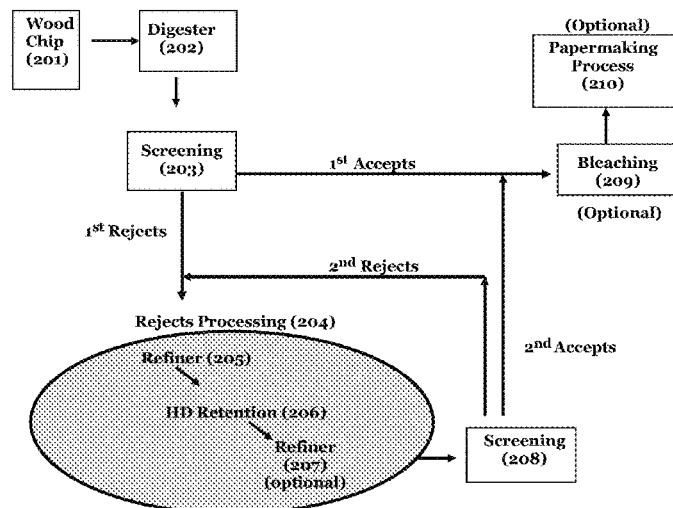 Wood
Chip
(201)
Digester
(202)
(Optional)
Papermaking
Process
(210)
Screening
(203)
1st Accepts
Bleaching
(209)
(Optional)
1st Rejects
2nd Rejects
Rejects Processing (204)
2nd Accepts
Refiner (205)
HD Retention (206)
Refiner
(207)
(optional)
Screening
(208)